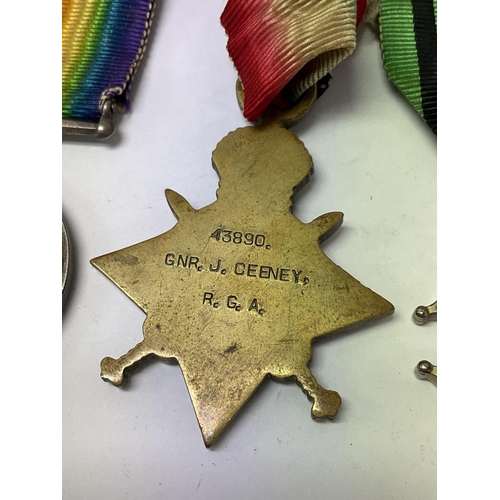 43890.
GNR. J. CEENEY.
R. G. A.